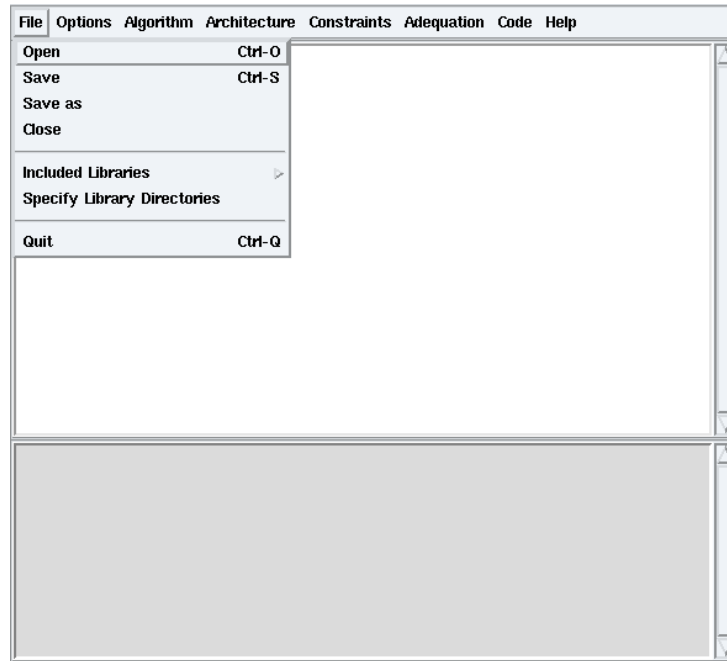 File Options Algorithm Architecture Constraints Adequation Code Help
Open Ctrl-O
Save Ctrl-S
Save as
Close
Included Libraries
Specify Library Directories
Quit Ctrl-Q